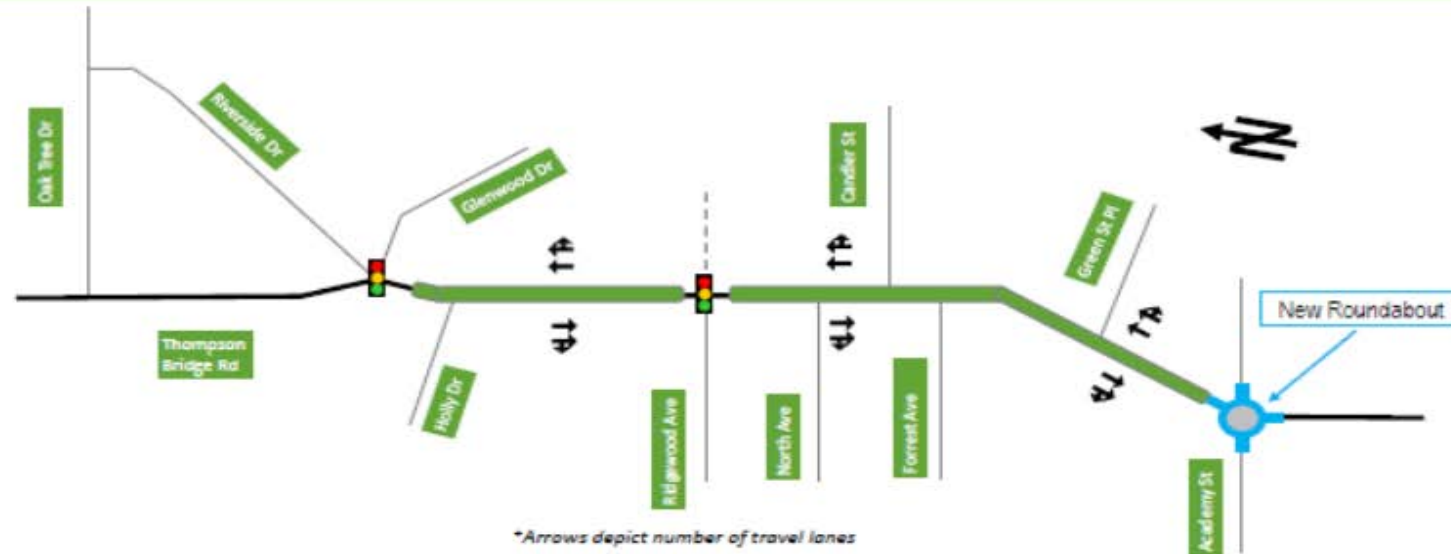 Oak Tree Dr
Riverside Dr
Glenwood Dr
Candler St
N
Green St Pl
New Roundabout
Thompson
Bridge Rd
Holly Dr
Ridgewood Ave
North Ave
Forrest Ave
Academy St
*Arrows depict number of travel lanes